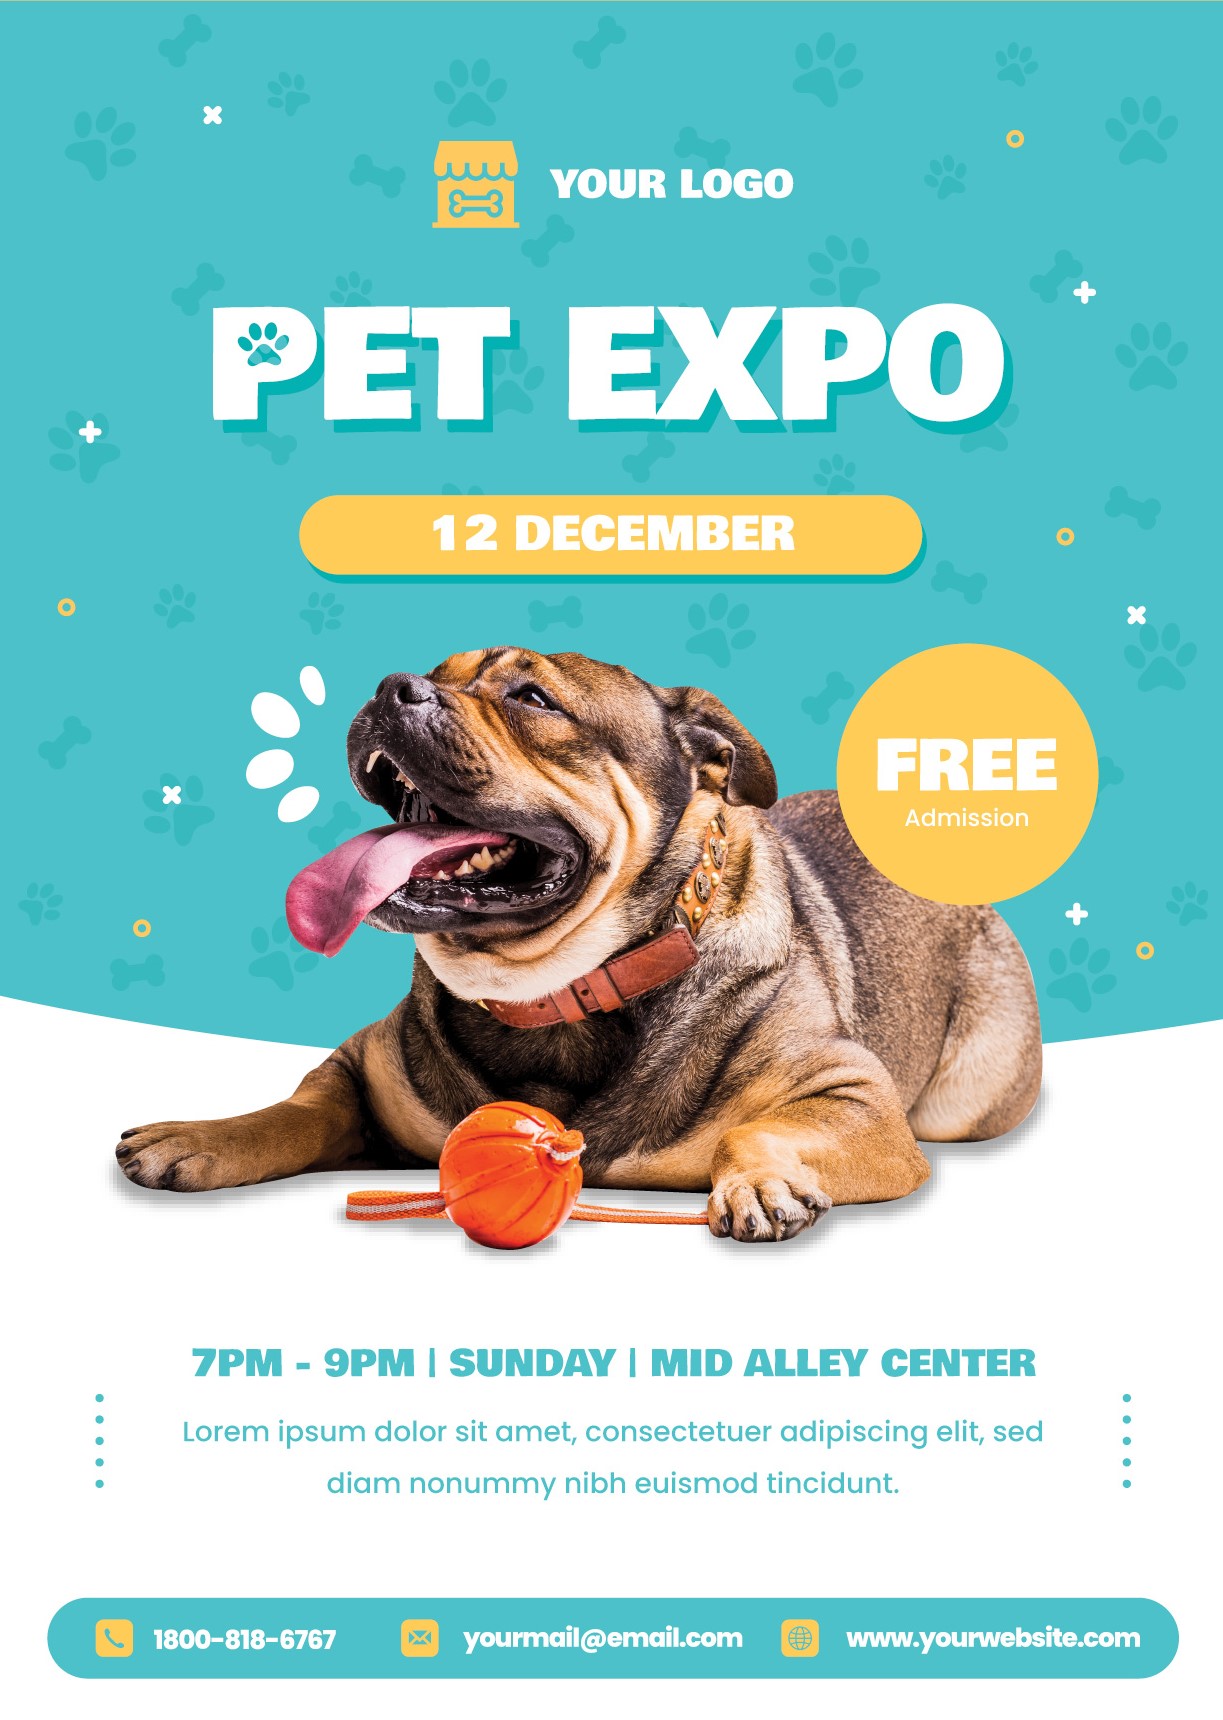 YOUR LOGO
PET EXPO
12 DECEMBER
FREE
Admission
7PM - 9PM | SUNDAY | MID ALLEY CENTER
Lorem ipsum dolor sit amet, consectetuer adipiscing elit, sed
diam nonummy nibh euismod tincidunt.
1800-818-6767 yourmail@email.com www.yourwebsite.com